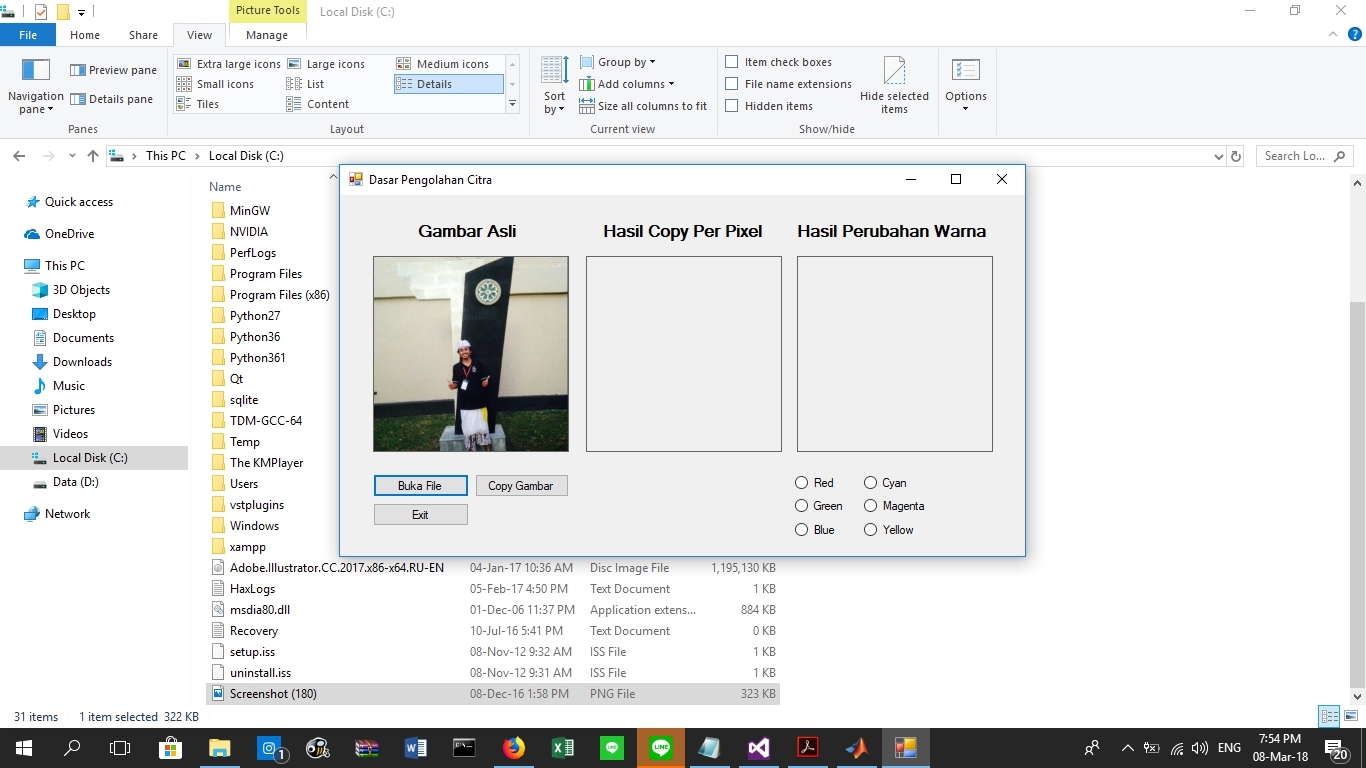 Picture Tools
Local Disk (C:)
File Home Share View Manage
Navigation pane
Preview pane
Details pane
Panes
Extra large icons Large icons Medium icons
Small icons List Details
Tiles Content
Layout
Sort by
Group by
Add columns
Size all columns to fit
Current view
Item check boxes
File name extensions
Hidden items
Hide selected items
Show/hide
Options
This PC Local Disk (C:)
Search Lo...
Quick access
OneDrive
This PC
3D Objects
Desktop
Documents
Downloads
Music
Pictures
Videos
Local Disk (C:)
Data (D:)
Network
Name
MinGW
NVIDIA
PerfLogs
Program Files
Program Files (x86)
Python27
Python36
Python361
Qt
sqlite
TDM-GCC-64
Temp
The KMPlayer
Users
vstplugins
Windows
xampp
Adobe.Illustrator.CC.2017.x86-x64.RU-EN 04-Jan-17 10:36 AM Disc Image File 1,195,130 KB
HaxLogs 05-Feb-17 4:50 PM Text Document 1 KB
msdia80.dll 01-Dec-06 11:37 PM Application extens... 884 KB
Recovery 10-Jul-16 5:41 PM Text Document 0 KB
setup.iss 08-Nov-12 9:32 AM ISS File 1 KB
uninstall.iss 08-Nov-12 9:31 AM ISS File 1 KB
Screenshot (180) 08-Dec-16 1:58 PM PNG File 323 KB
Dasar Pengolahan Citra
Gambar Asli Hasil Copy Per Pixel Hasil Perubahan Warna
Buka File Copy Gambar
Exit
Red Cyan
Green Magenta
Blue Yellow
31 items 1 item selected 322 KB
1
LINE
ENG
7:54 PM
08-Mar-18
20